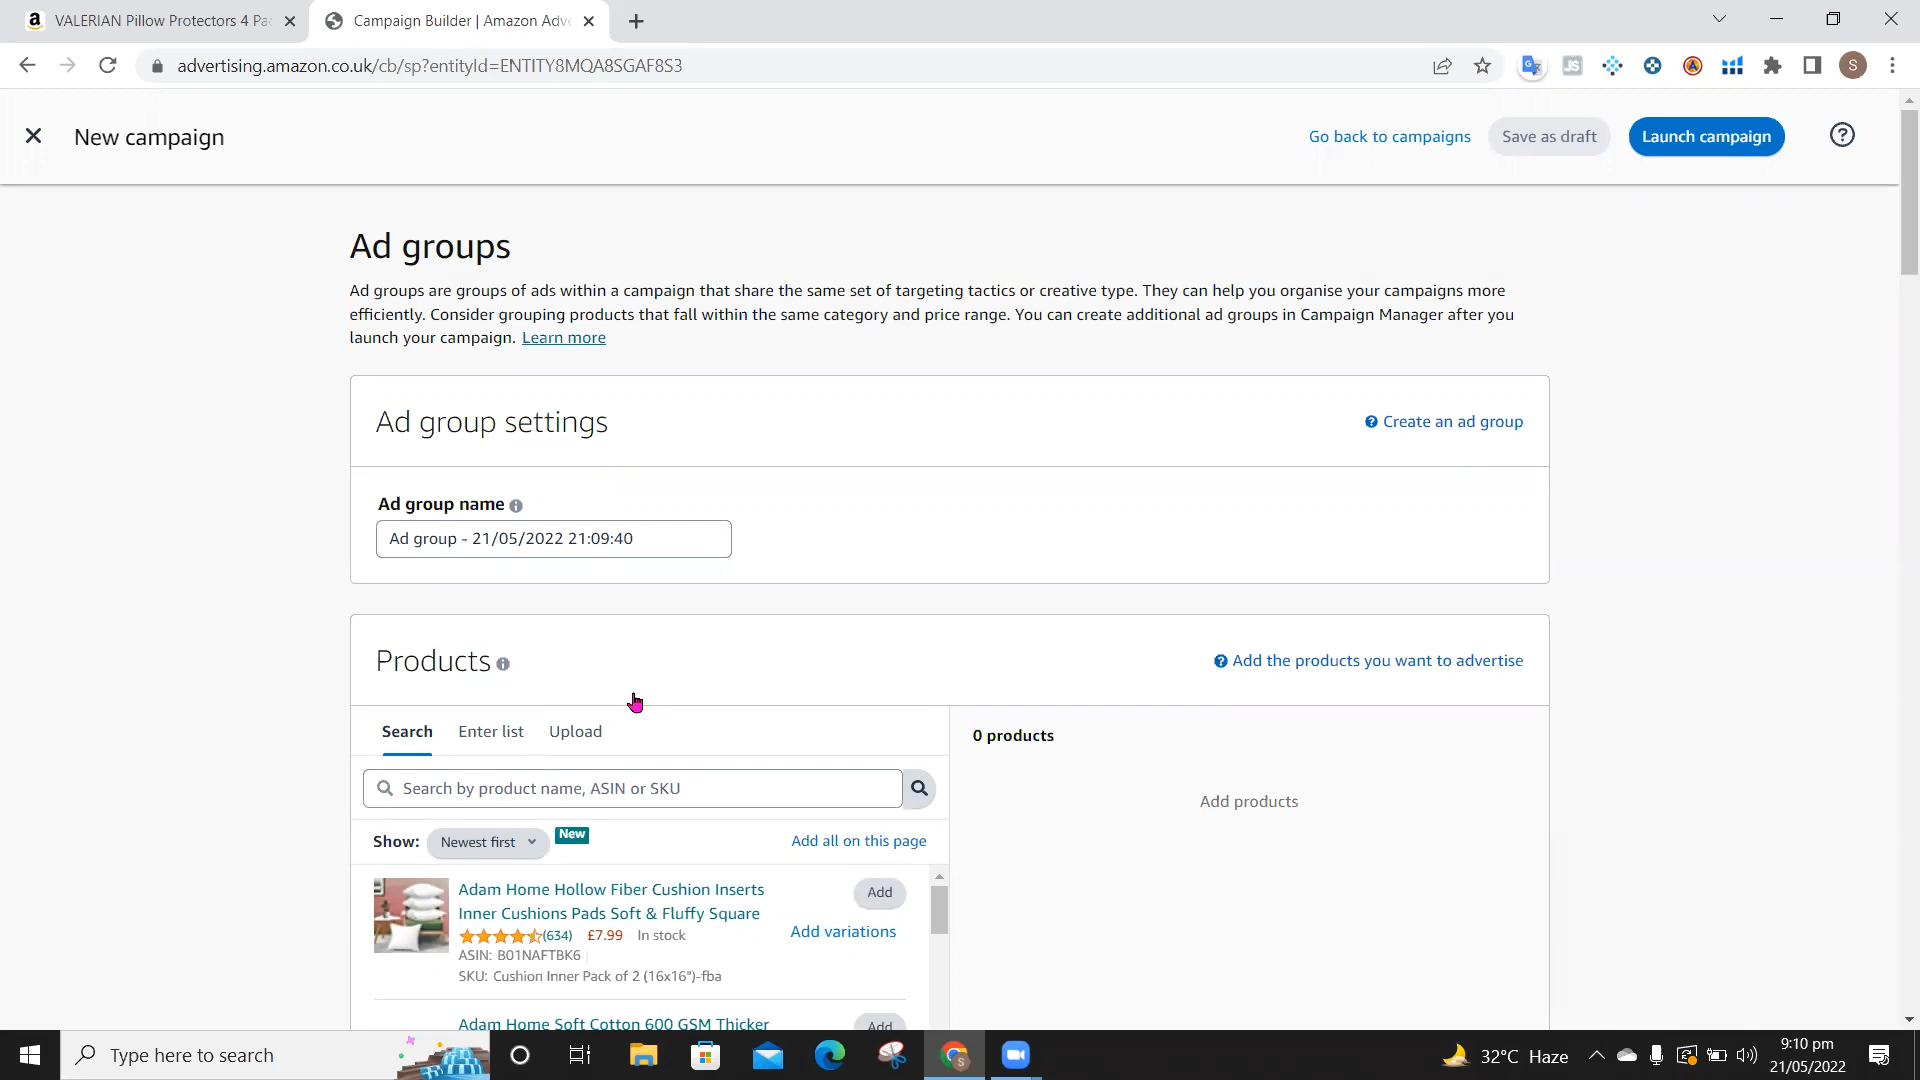 VALERIAN Pillow Protectors 4 Pac
Campaign Builder | Amazon Adve
advertising.amazon.co.uk/cb/sp?entityId=ENTITY8MQA8SGAF8S3
JS
S
New campaign
Go back to campaigns
Save as draft
Launch campaign
Ad groups
Ad groups are groups of ads within a campaign that share the same set of targeting tactics or creative type. They can help you organise your campaigns more
efficiently. Consider grouping products that fall within the same category and price range. You can create additional ad groups in Campaign Manager after you
launch your campaign. Learn more
Ad group settings
Create an ad group
Ad group name
Ad group - 21/05/2022 21:09:40
Products
Add the products you want to advertise
Search Enter list Upload
0 products
Search by product name, ASIN or SKU
Add products
Show: Newest first New Add all on this page
Adam Home Hollow Fiber Cushion Inserts
Inner Cushions Pads Soft & Fluffy Square
Add
(634) £7.99 In stock
Add variations
ASIN: B01NAFTBK6
SKU: Cushion Inner Pack of 2 (16x16")-fba
Adam Home Soft Cotton 600 GSM Thicker
Add
Type here to search
32°C Haze
9:10 pm
21/05/2022